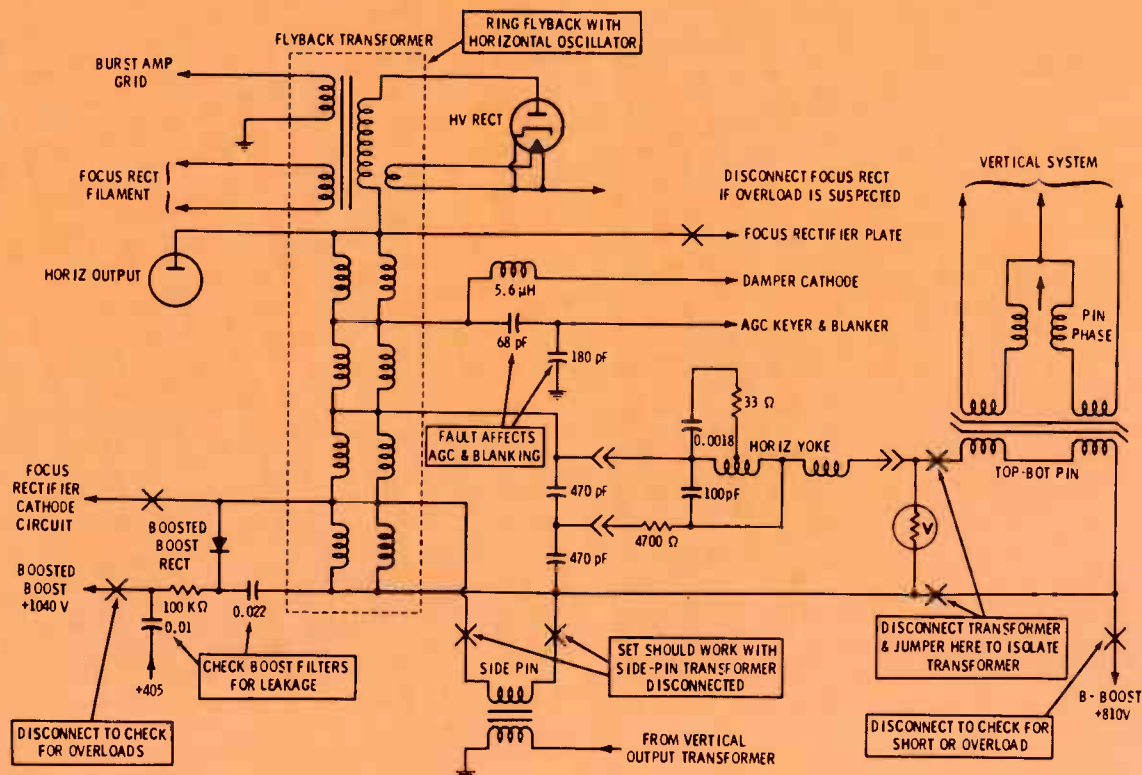 RING FLYBACK WITH
HORIZONTAL OSCILLATOR
FLYBACK TRANSFORMER
BURST AMP
GRID
HV RECT
VERTICAL SYSTEM
FOCUS RECT
FILAMENT
DISCONNECT FOCUS RECT
IF OVERLOAD IS SUSPECTED
FOCUS RECTIFIER PLATE
HORIZ OUTPUT
5.6 µH
DAMPER CATHODE
PIN
PHASE
68 pF
AGC KEYER & BLANKER
180 pF
33 Ω
FAULT AFFECTS
AGC & BLANKING
0.0018
HORIZ YOKE
TOP-BOT PIN
FOCUS
RECTIFIER
CATHODE
CIRCUIT
470 pF
100 pF
4700 Ω
V
BOOSTED
BOOST
RECT
470 pF
BOOSTED
BOOST
+1040 V
100 KΩ
0.022
0.01
CHECK BOOST FILTERS
FOR LEAKAGE
+405
SIDE PIN
SET SHOULD WORK WITH
SIDE-PIN TRANSFORMER
DISCONNECTED
DISCONNECT TRANSFORMER
& JUMPER HERE TO ISOLATE
TRANSFORMER
DISCONNECT TO CHECK
FOR OVERLOADS
FROM VERTICAL
OUTPUT TRANSFORMER
DISCONNECT TO CHECK FOR
SHORT OR OVERLOAD
B - BOOST
+810V